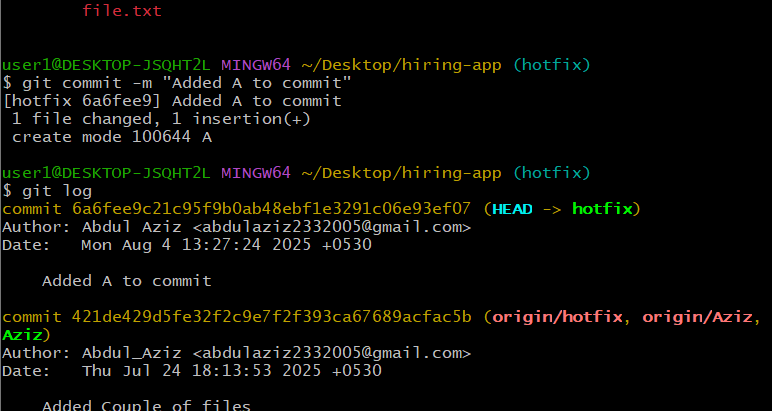 file.txt
user1@DESKTOP-JSQHT2L MINGW64 ~/Desktop/hiring-app (hotfix)
$ git commit -m "Added A to commit"
[hotfix 6a6fee9] Added A to commit
 1 file changed, 1 insertion(+)
 create mode 100644 A
user1@DESKTOP-JSQHT2L MINGW64 ~/Desktop/hiring-app (hotfix)
$ git log
commit 6a6fee9c21c95f9b0ab48ebf1e3291c06e93ef07 (HEAD -> hotfix)
Author: Abdul Aziz <abdulaziz2332005@gmail.com>
Date:   Mon Aug 4 13:27:24 2025 +0530
    Added A to commit
commit 421de429d5fe32f2c9e7f2f393ca67689acfac5b (origin/hotfix, origin/Aziz,
Aziz)
Author: Abdul_Aziz <abdulaziz2332005@gmail.com>
Date:   Thu Jul 24 18:13:53 2025 +0530
    Added Couple of files